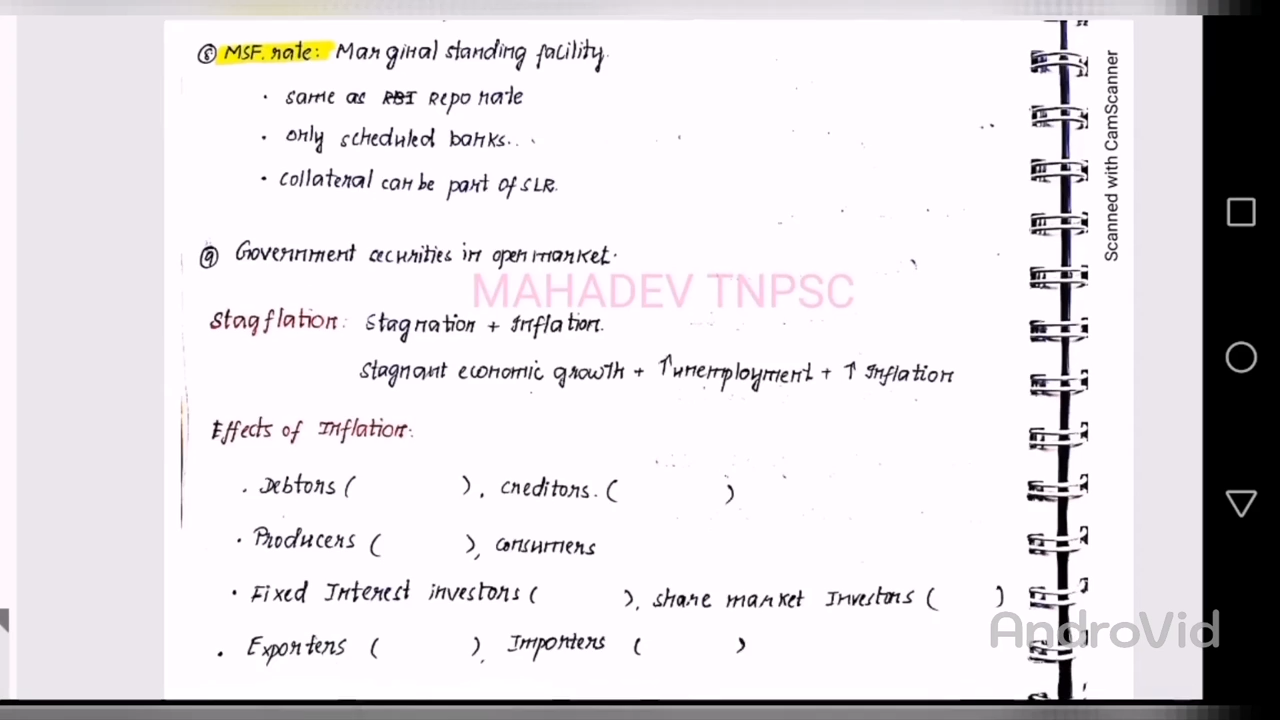 ⑧ MSF. rate: Marginal standing facility.
· same as RBI Repo rate
· only scheduled banks...
· collateral can be part of SLR.
⑨ Government securities in open market.
MAHADEV TNPSC
Stagflation: stagnation + Inflation.
stagnant economic growth + ↑unemployment + ↑ Inflation
Effects of Inflation:
· Debtors ( ), creditors. ( )
· Producers ( ), consumers
· Fixed Interest investors ( ), share market Investors ( )
· Exporters ( ), Importers ( )
AndroVid
Scanned with CamScanner